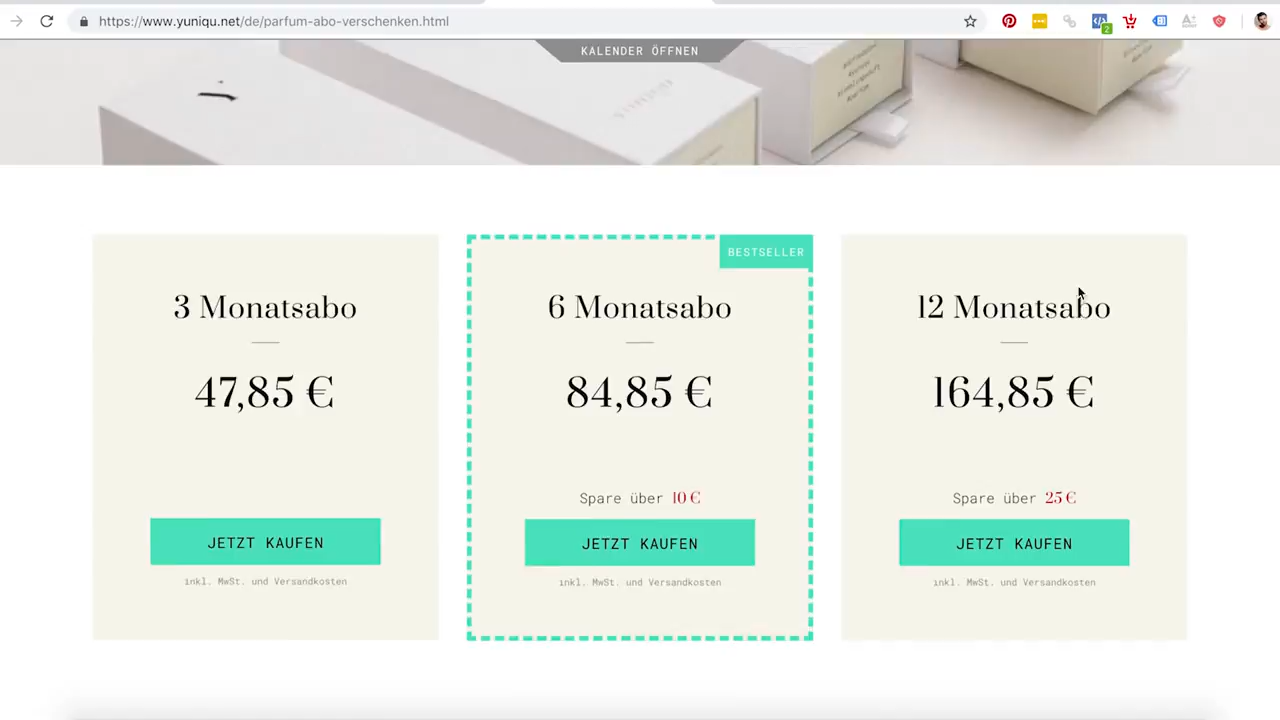 https://www.yuniqu.net/de/parfum-abo-verschenken.html
2
KALENDER ÖFFNEN
BESTSELLER
3 Monatsabo
47,85 €
JETZT KAUFEN
inkl. MwSt. und Versandkosten
6 Monatsabo
84,85 €
Spare über 10 €
JETZT KAUFEN
inkl. MwSt. und Versandkosten
12 Monatsabo
164,85 €
Spare über 25 €
JETZT KAUFEN
inkl. MwSt. und Versandkosten